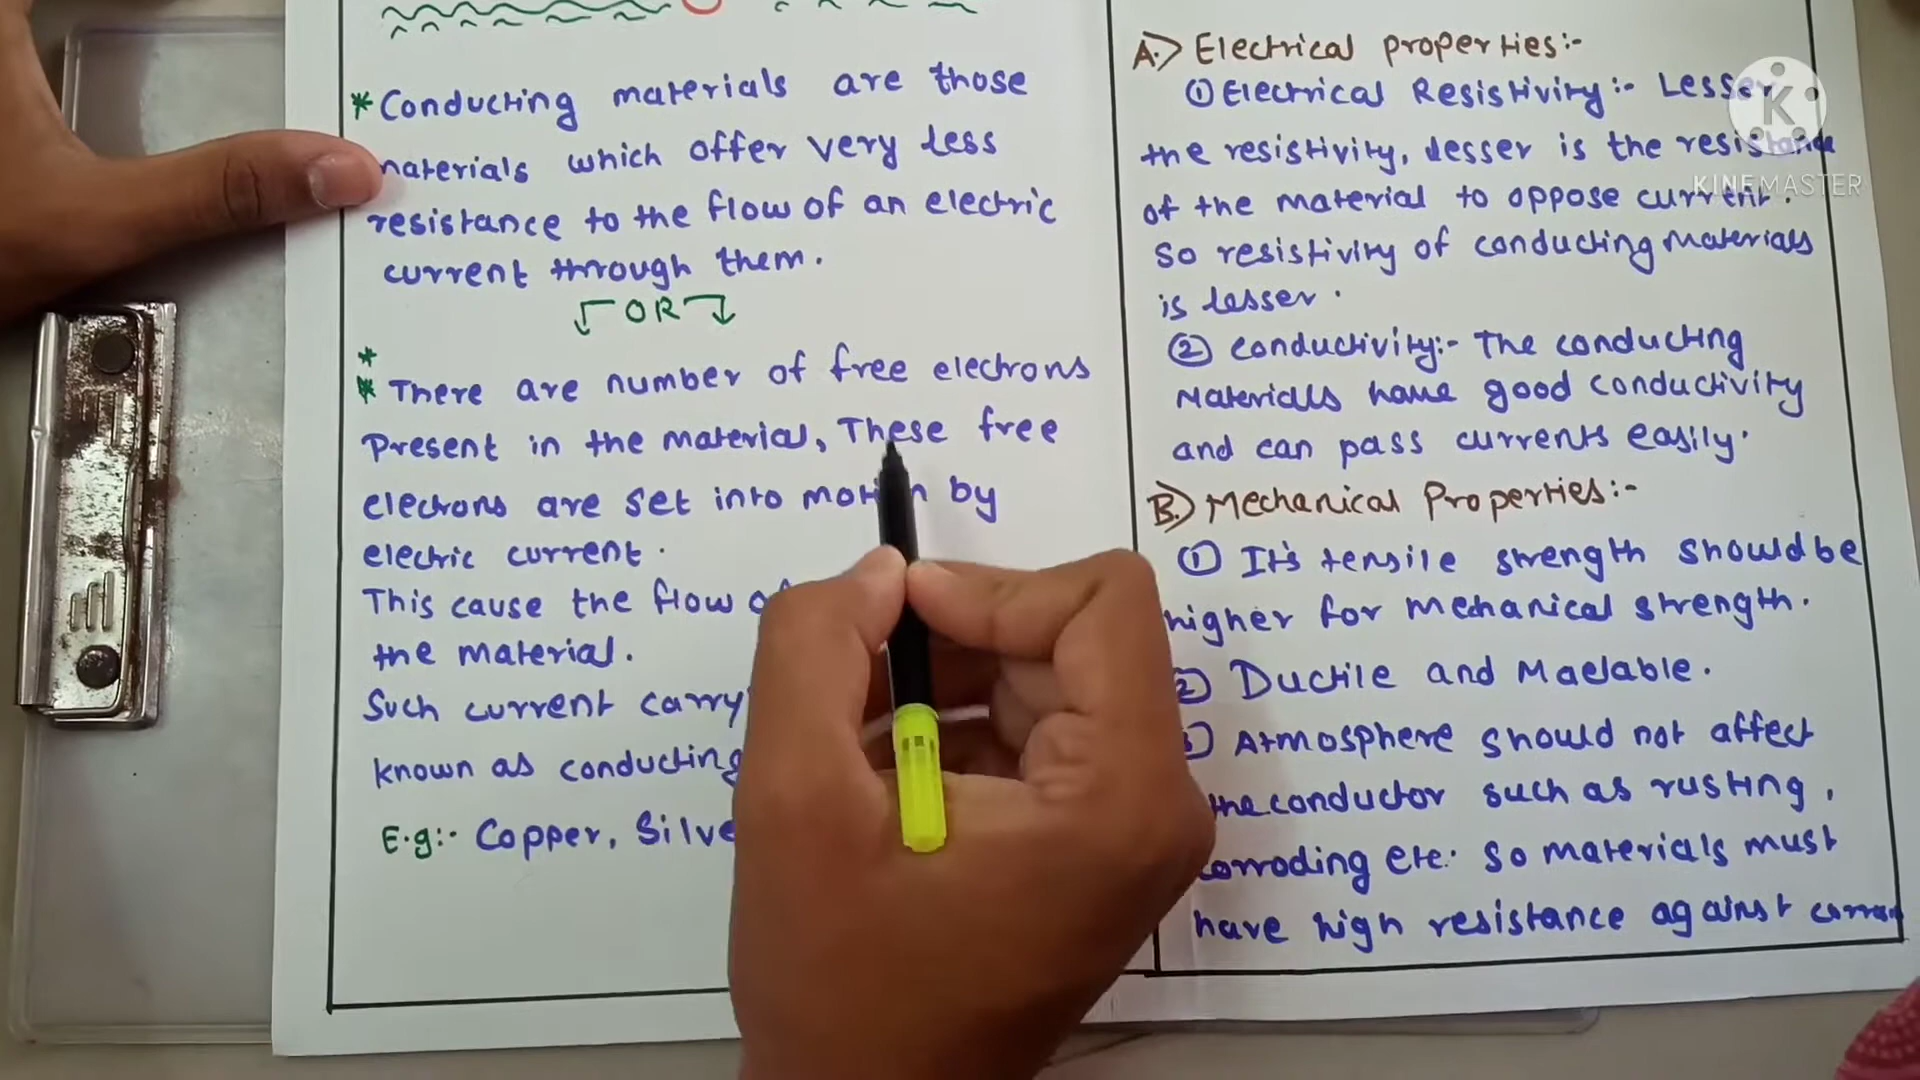 * Conducting materials are those
materials which offer very less
resistance to the flow of an electric
current through them.
OR
*
* There are number of free electrons
Present in the material, These free
electrons are set into motion by
electric current.
This cause the flow
the material.
Such current carry
known as conducting
E.g:- Copper, Silve
A.) Electrical properties:-
① Electrical Resistivity:- Lesser
the resistivity, lesser is the resistance
of the material to oppose current.
So resistivity of conducting Materials
is lesser.
② Conductivity:- The conducting
Materials have good conductivity
and can pass currents easily.
B.) Mechanical Properties:-
① It's tensile strength should be
higher for mechanical strength.
② Ductile and Maelable.
Atmosphere should not affect
the conductor such as rusting,
corroding etc. So materials must
have high resistance against
K
KINEMASTER